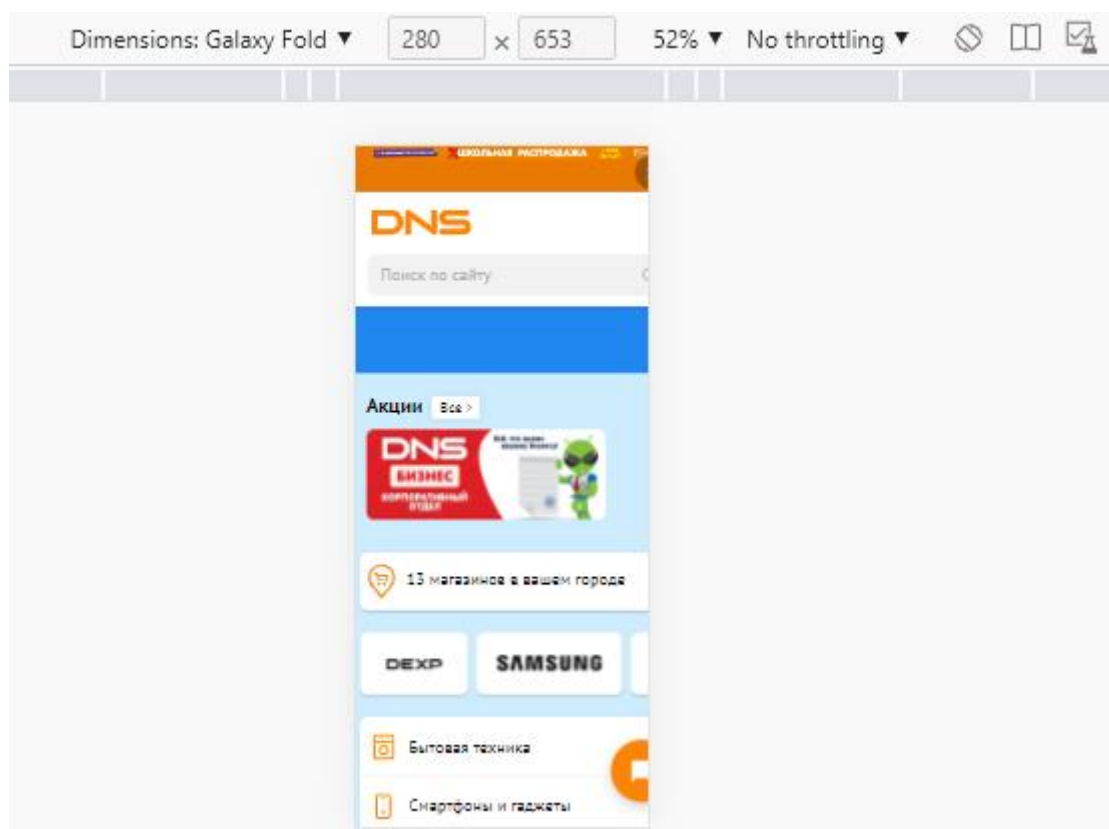 Dimensions: Galaxy Fold ▼ 280 × 653 52% ▼ No throttling ▼
ШКОЛЬНАЯ РАСПРОДАЖА
DNS
Поиск по сайту
Акции Все >
DNS
БИЗНЕС
КОРПОРАТИВНЫЙ
ОТДЕЛ
13 магазинов в вашем городе
DEXP SAMSUNG
Бытовая техника
Смартфоны и гаджеты